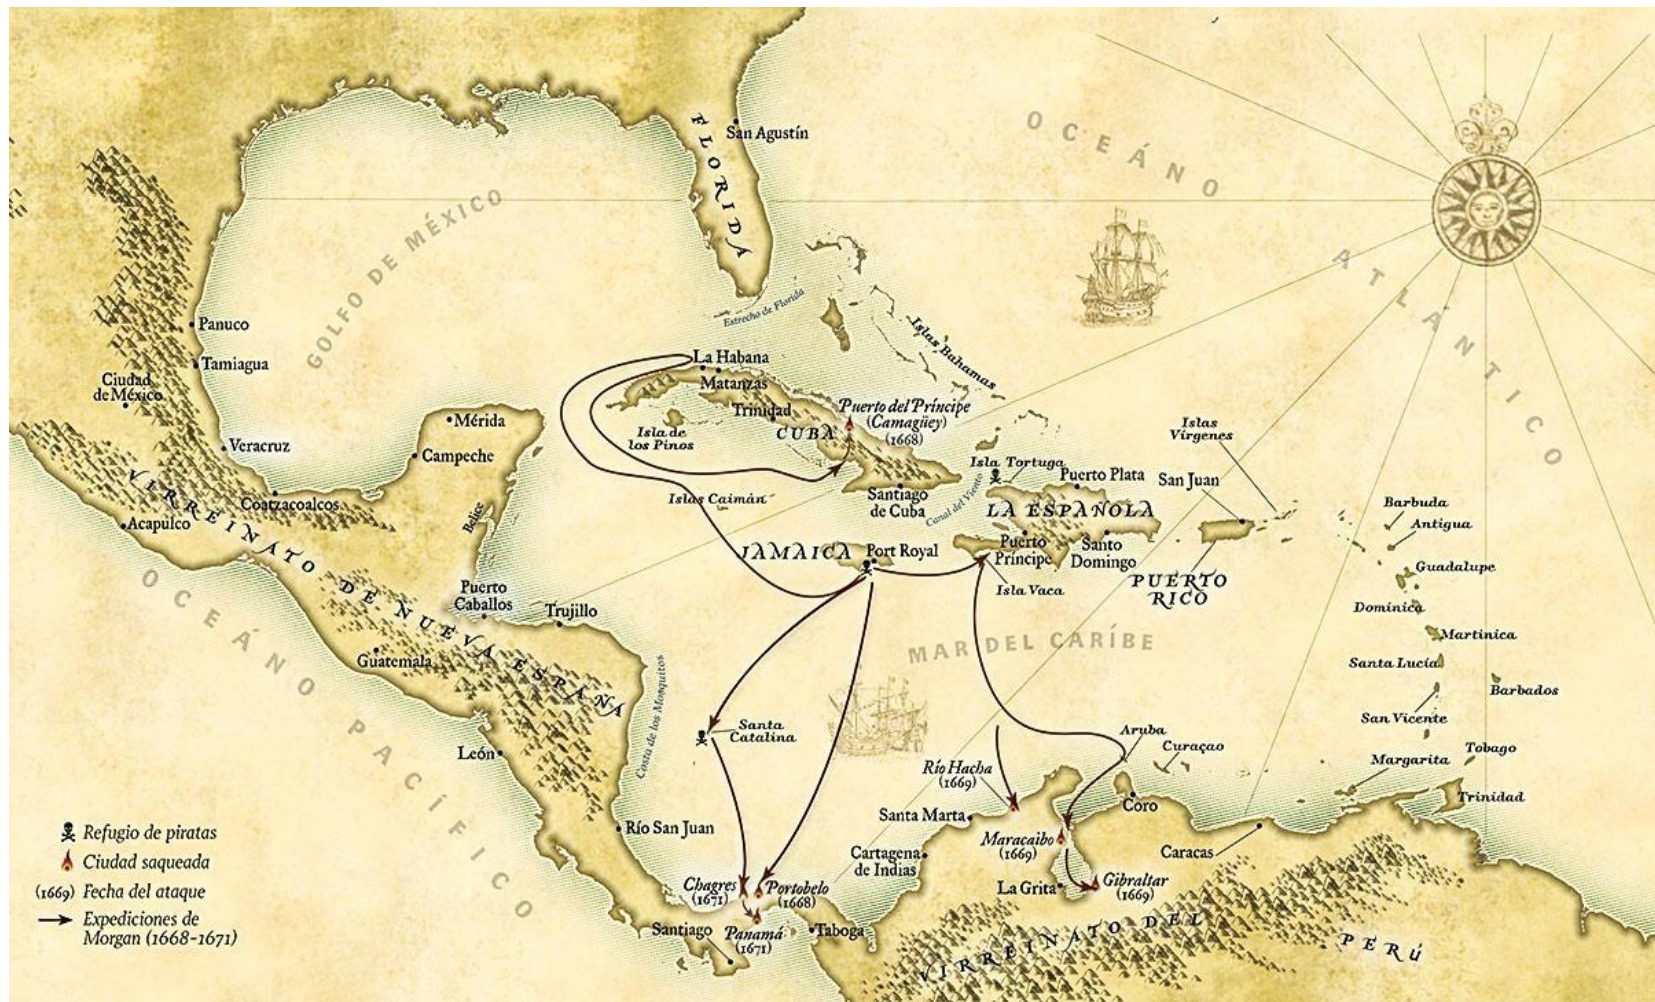 FLORIDA
San Agustín
OCEÁNO
ATLÁNTICO
GOLFO DE MÉXICO
Estrecho de Florida
Islas Bahamas
Panuco
Tamiagua
Ciudad
de México
La Habana
Matanzas
Trinidad
CUBA
Puerto del Príncipe
(Camagüey)
(1668)
Isla de
los Pinos
Mérida
Campeche
Veracruz
Coatzacoalcos
Acapulco
VIRREINATO DE NUEVA ESPAÑA
Belice
Islas Caimán
Santiago
de Cuba
Canal del Viento
Isla Tortuga
Puerto Plata
LA ESPAÑOLA
Puerto
Príncipe
Santo
Domingo
San Juan
Islas
Vírgenes
PUERTO
RICO
Barbuda
Antigua
Guadalupe
Dominica
Martinica
Santa Lucía
Barbados
San Vicente
Tobago
Margarita
Trinidad
JAMAICA
Port Royal
Isla Vaca
MAR DEL CARÍBE
Puerto
Caballos
Trujillo
Guatemala
OCEÁNO PACÍFICO
Costa de los Mosquitos
León
Santa
Catalina
Aruba
Curaçao
Río Hacha
(1669)
Santa Marta
Coro
Maracaibo
(1669)
Caracas
Cartagena
de Indias
La Grita
Gibraltar
(1669)
Río San Juan
Chagres
(1671)
Portobelo
(1668)
Santiago
Panamá
(1671)
Taboga
VIRREINATO DEL PERÚ
Refugio de piratas
Ciudad saqueada
(1669) Fecha del ataque
Expediciones de
Morgan (1668-1671)